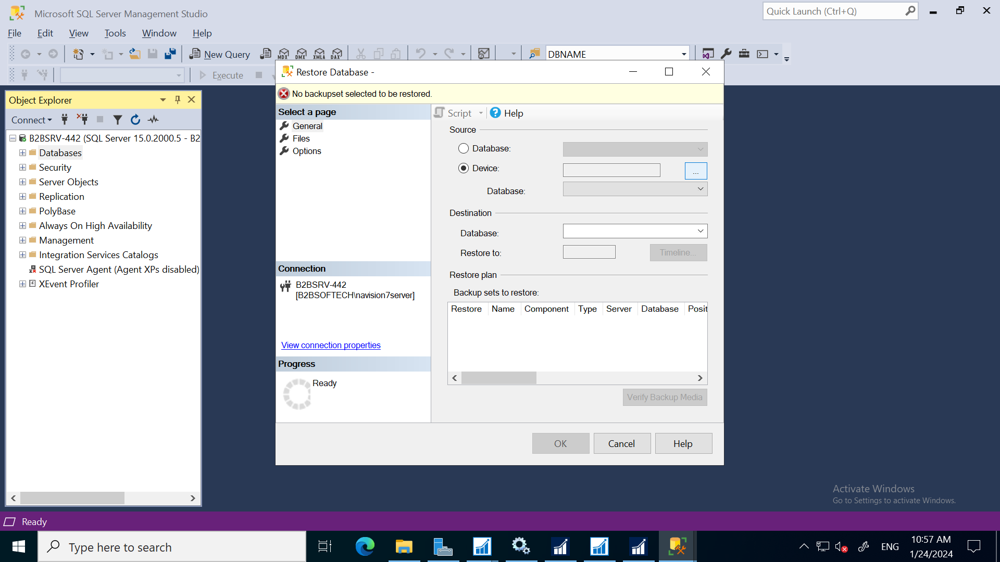 Microsoft SQL Server Management Studio
Quick Launch (Ctrl+Q)
File Edit View Tools Window Help
New Query MDX DMX XMLA DAX DBNAME
Execute
Restore Database -
No backupset selected to be restored.
Object Explorer
Connect
B2BSRV-442 (SQL Server 15.0.2000.5 - B2
Databases
Security
Server Objects
Replication
PolyBase
Always On High Availability
Management
Integration Services Catalogs
SQL Server Agent (Agent XPs disabled)
XEvent Profiler
Select a page
General
Files
Options
Connection
B2BSRV-442
[B2BSOFTECH\navision7server]
View connection properties
Progress
Ready
Script Help
Source
Database:
Device:
...
Database:
Destination
Database:
Restore to:
Timeline...
Restore plan
Backup sets to restore:
Restore Name Component Type Server Database Posit
Verify Backup Media
OK Cancel Help
Activate Windows
Go to Settings to activate Windows.
Ready
Type here to search
ENG
10:57 AM
1/24/2024